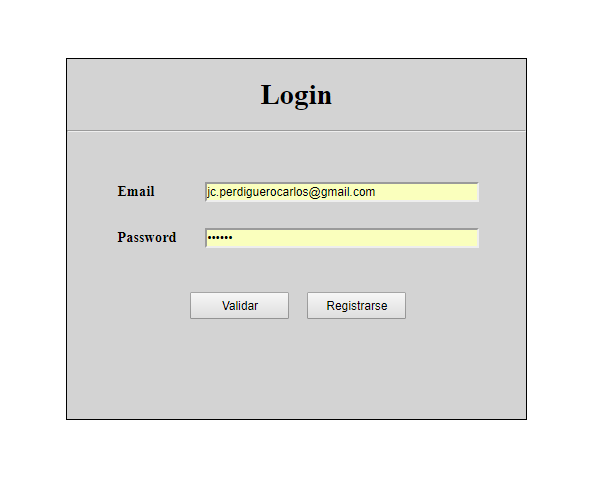 Login
Email jc.perdiguerocarlos@gmail.com
Password ••••••
Validar Registrarse